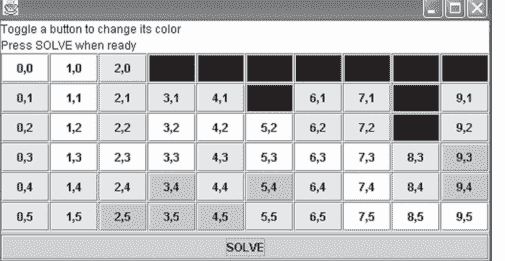 Toggle a button to change its color
Press SOLVE when ready
0,0 1,0 2,0
0,1 1,1 2,1 3,1 4,1 6,1 7,1 9,1
0,2 1,2 2,2 3,2 4,2 5,2 6,2 7,2 9,2
0,3 1,3 2,3 3,3 4,3 5,3 6,3 7,3 8,3 9,3
0,4 1,4 2,4 3,4 4,4 5,4 6,4 7,4 8,4 9,4
0,5 1,5 2,5 3,5 4,5 5,5 6,5 7,5 8,5 9,5
SOLVE